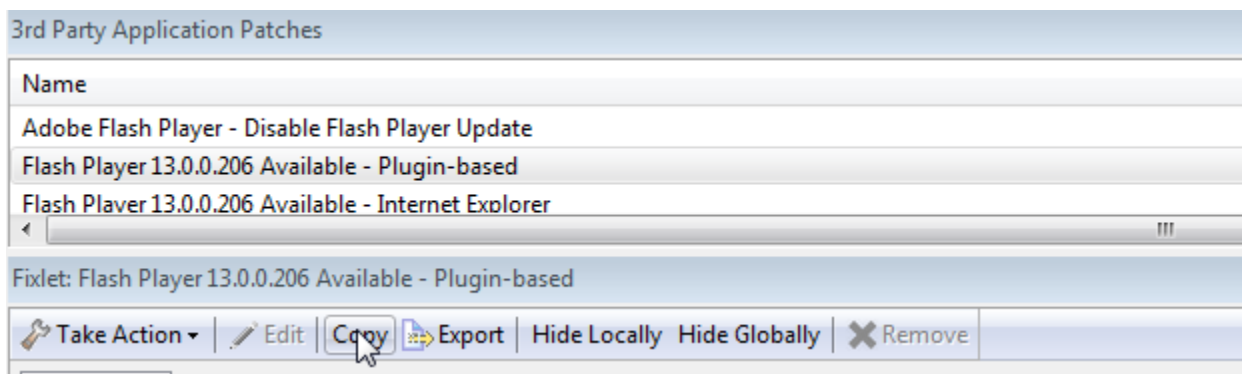 3rd Party Application Patches
Name
Adobe Flash Player - Disable Flash Player Update
Flash Player 13.0.0.206 Available - Plugin-based
Flash Player 13.0.0.206 Available - Internet Explorer
Fixlet: Flash Player 13.0.0.206 Available - Plugin-based
Take Action Edit Copy Export Hide Locally Hide Globally Remove